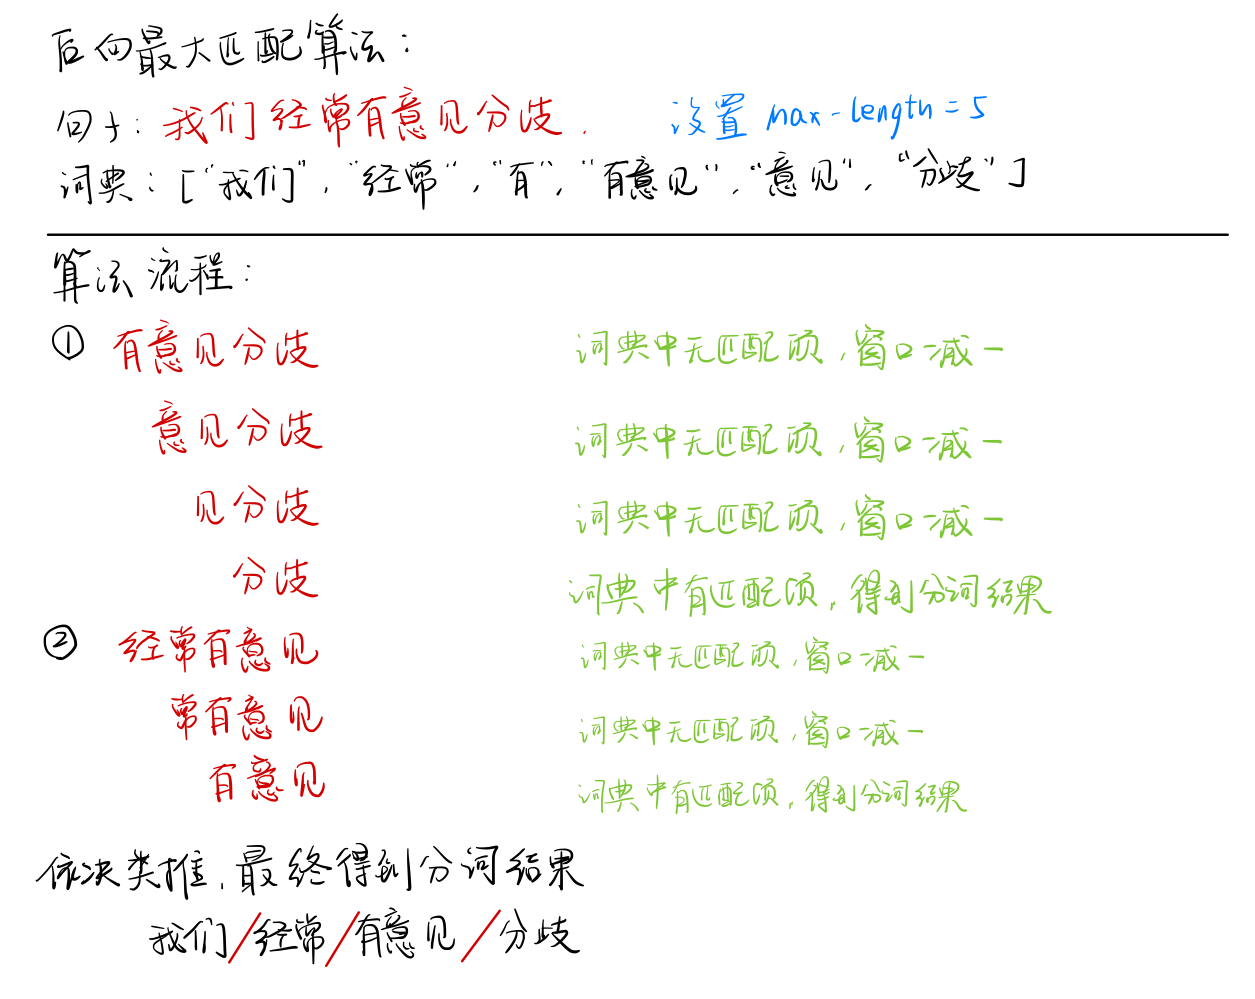 后向最大匹配算法:
句子: 我们经常有意见分歧. 设置 max-length=5
词典: ["我们", "经常", "有", "有意见", "意见", "分歧"]
算法流程:
① 有意见分歧 词典中无匹配项, 窗口减一
意见分歧 词典中无匹配项, 窗口减一
见分歧 词典中无匹配项, 窗口减一
分歧 词典中有匹配项, 得到分词结果
② 经常有意见 词典中无匹配项, 窗口减一
常有意见 词典中无匹配项, 窗口减一
有意见 词典中有匹配项, 得到分词结果
依次类推, 最终得到分词结果
我们/经常/有意见/分歧